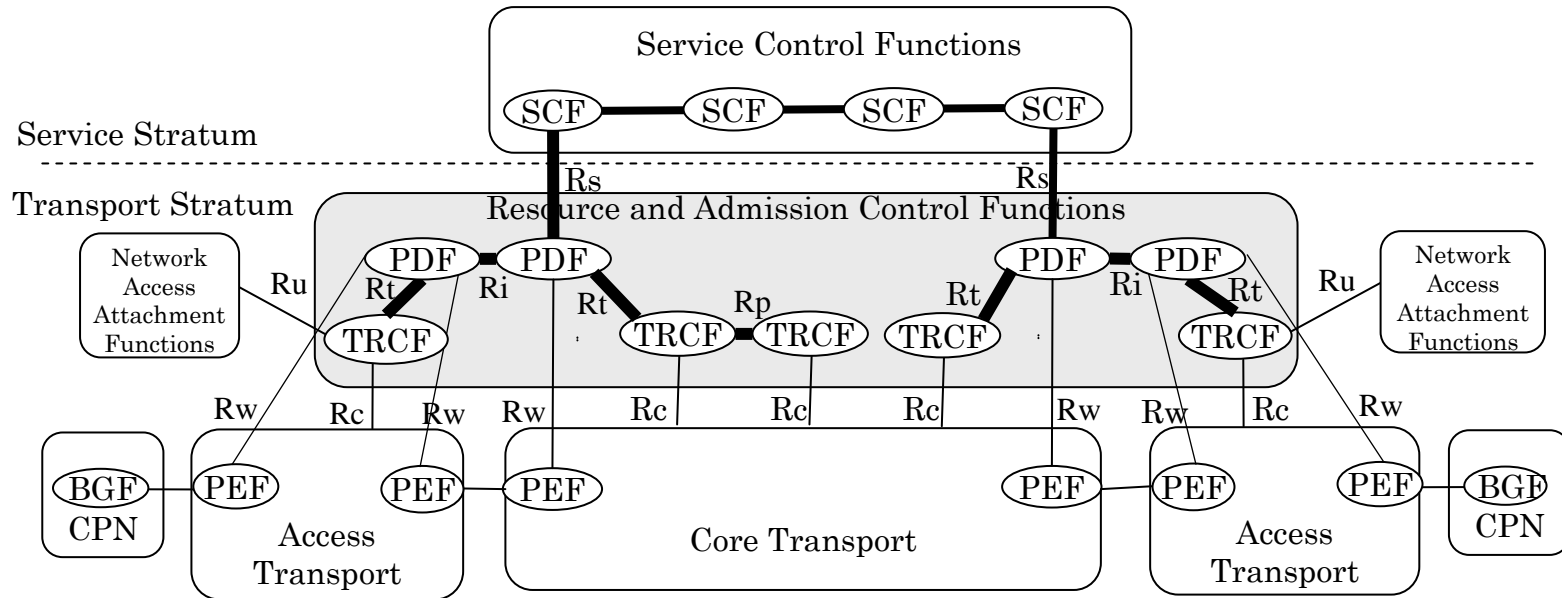 Service Control Functions
SCF SCF SCF SCF
Service Stratum
Rs Rs
Transport Stratum
Resource and Admission Control Functions
Network
Access
Attachment
Functions
Ru
PDF Ri PDF
Rt Rt
TRCF
TRCF Rp TRCF
PDF Ri PDF
Rt Rt
TRCF
TRCF
Ru
Network
Access
Attachment
Functions
Rw Rc Rw Rw Rc Rc Rc Rw Rw Rc Rw
BGF
CPN
PEF PEF
Access
Transport
PEF PEF
Core Transport
PEF PEF
Access
Transport
BGF
CPN